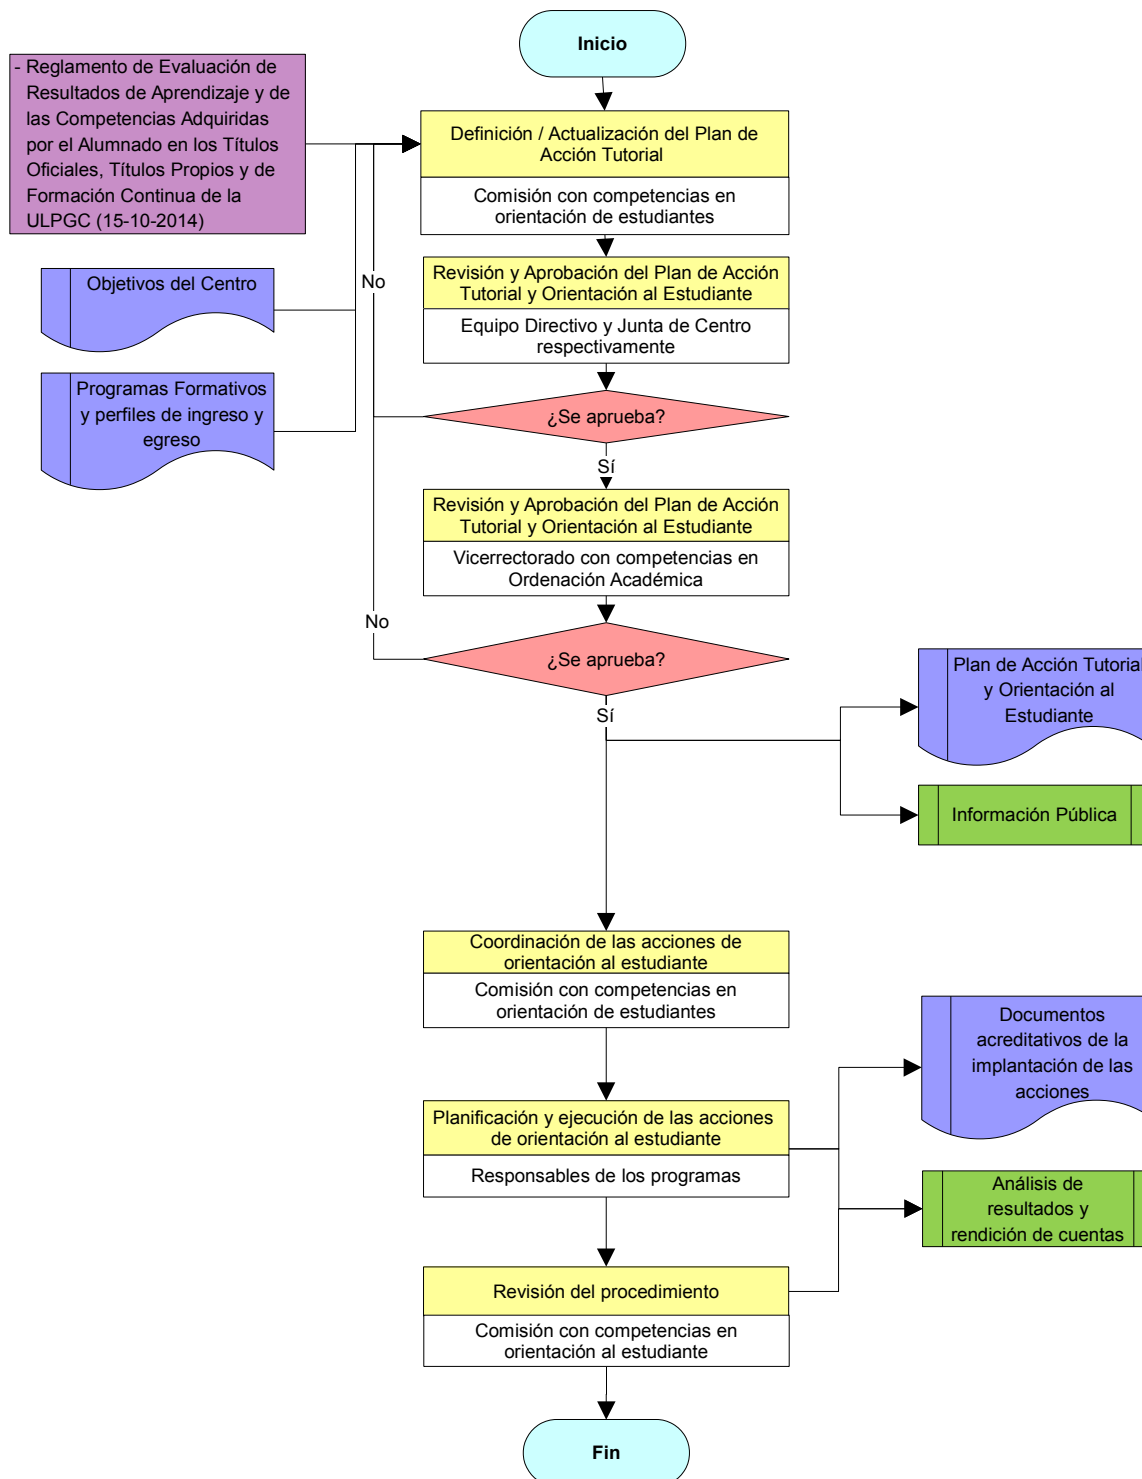 Inicio
- Reglamento de Evaluación de
Resultados de Aprendizaje y de
las Competencias Adquiridas
por el Alumnado en los Títulos
Oficiales, Títulos Propios y de
Formación Continua de la
ULPGC (15-10-2014)
Definición / Actualización del Plan de
Acción Tutorial
Comisión con competencias en
orientación de estudiantes
Objetivos del Centro
No
Revisión y Aprobación del Plan de Acción
Tutorial y Orientación al Estudiante
Equipo Directivo y Junta de Centro
respectivamente
Programas Formativos
y perfiles de ingreso y
egreso
¿Se aprueba?
Sí
Revisión y Aprobación del Plan de Acción
Tutorial y Orientación al Estudiante
Vicerrectorado con competencias en
Ordenación Académica
No
¿Se aprueba?
Sí
Plan de Acción Tutorial
y Orientación al
Estudiante
Información Pública
Coordinación de las acciones de
orientación al estudiante
Comisión con competencias en
orientación de estudiantes
Documentos
acreditativos de la
implantación de las
acciones
Planificación y ejecución de las acciones
de orientación al estudiante
Responsables de los programas
Análisis de
resultados y
rendición de cuentas
Revisión del procedimiento
Comisión con competencias en
orientación al estudiante
Fin